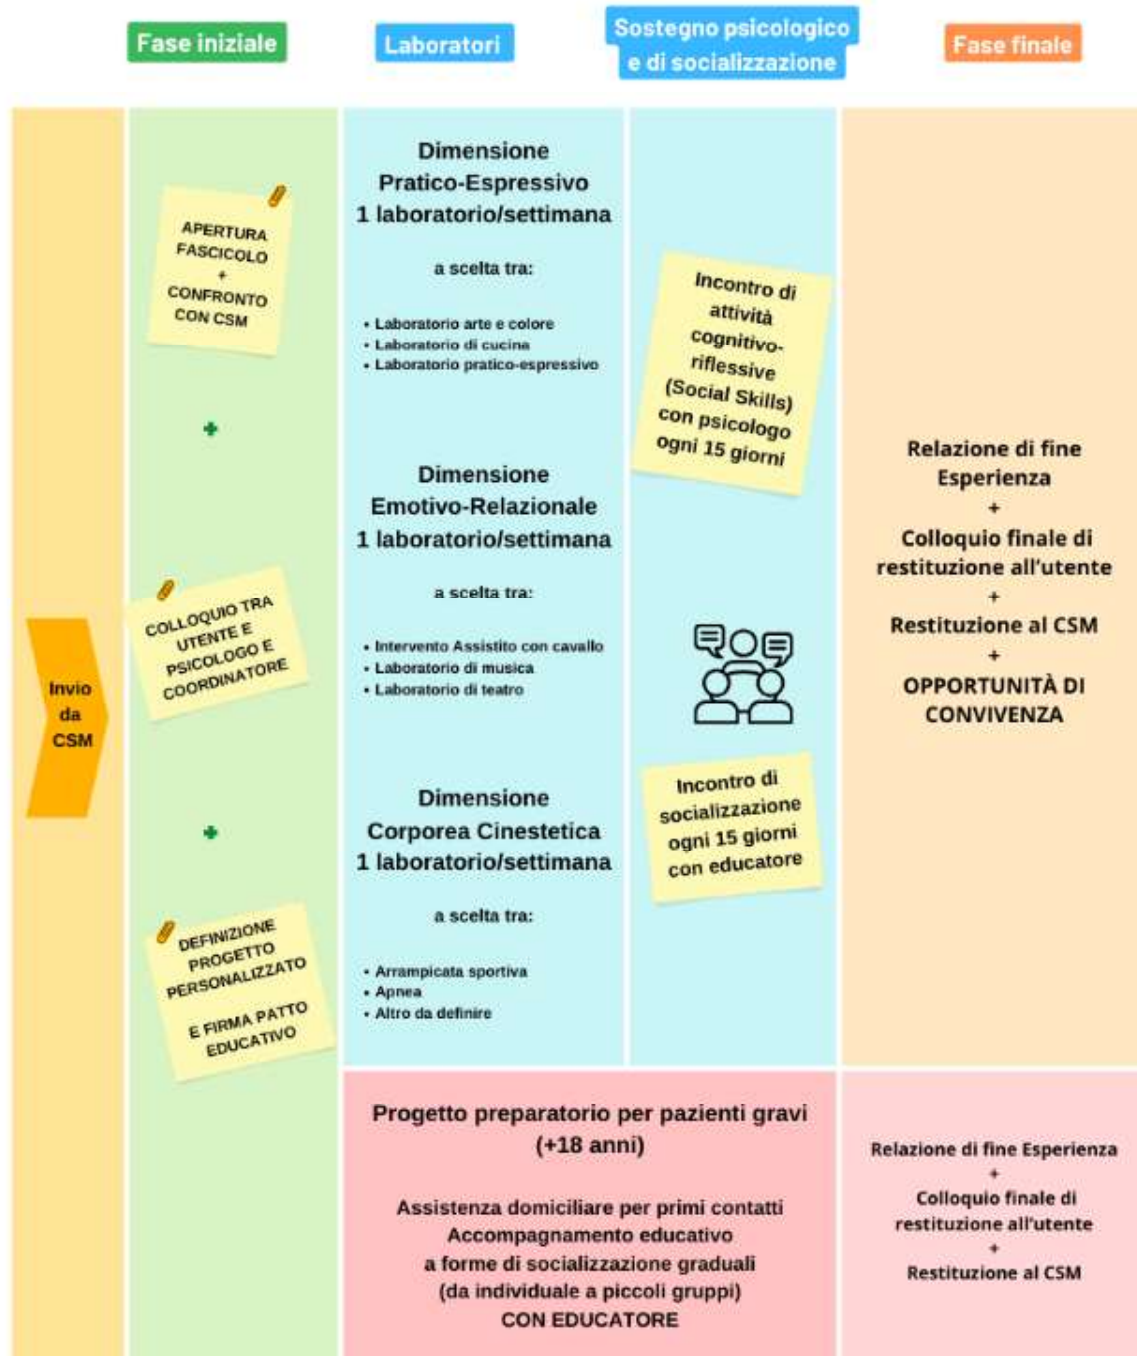 Fase iniziale
Laboratori
Sostegno psicologico
e di socializzazione
Fase finale
Invio
da
CSM
APERTURA
FASCICOLO
+
CONFRONTO
CON CSM
+
COLLOQUIO TRA
UTENTE E
PSICOLOGO E
COORDINATORE
+
DEFINIZIONE
PROGETTO
PERSONALIZZATO
E FIRMA PATTO
EDUCATIVO
Dimensione
Pratico-Espressivo
1 laboratorio/settimana
a scelta tra:
• Laboratorio arte e colore
• Laboratorio di cucina
• Laboratorio pratico-espressivo
Dimensione
Emotivo-Relazionale
1 laboratorio/settimana
a scelta tra:
• Intervento Assistito con cavallo
• Laboratorio di musica
• Laboratorio di teatro
Dimensione
Corporea Cinestetica
1 laboratorio/settimana
a scelta tra:
• Arrampicata sportiva
• Apnea
• Altro da definire
Incontro di
attività
cognitivo-
riflessive
(Social Skills)
con psicologo
ogni 15 giorni
Incontro di
socializzazione
ogni 15 giorni
con educatore
Relazione di fine
Esperienza
+
Colloquio finale di
restituzione all'utente
+
Restituzione al CSM
+
OPPORTUNITÀ DI
CONVIVENZA
Progetto preparatorio per pazienti gravi
(+18 anni)
Assistenza domiciliare per primi contatti
Accompagnamento educativo
a forme di socializzazione graduali
(da individuale a piccoli gruppi)
CON EDUCATORE
Relazione di fine Esperienza
+
Colloquio finale di
restituzione all'utente
+
Restituzione al CSM